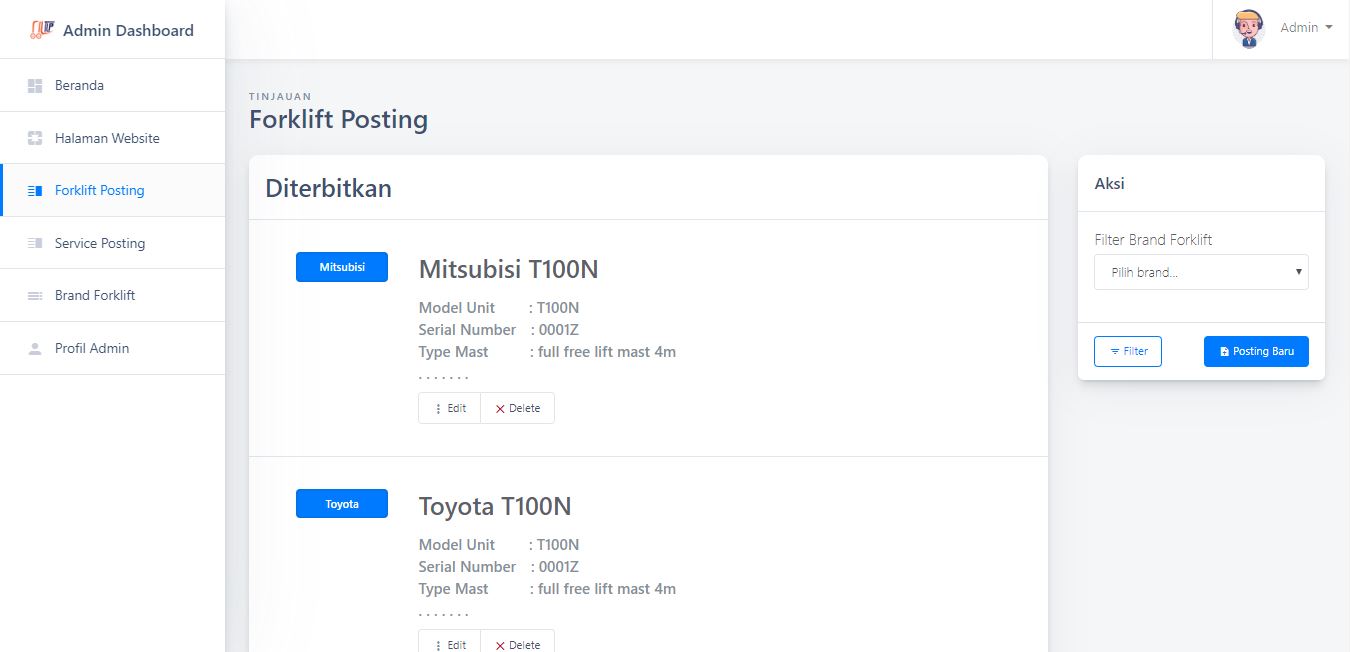 Admin Dashboard
Admin
Beranda
Halaman Website
Forklift Posting
Service Posting
Brand Forklift
Profil Admin
TINJAUAN
Forklift Posting
Diterbitkan
Mitsubisi
Mitsubisi T100N
Model Unit : T100N
Serial Number : 0001Z
Type Mast : full free lift mast 4m
. . . . . . .
Edit
Delete
Toyota
Toyota T100N
Model Unit : T100N
Serial Number : 0001Z
Type Mast : full free lift mast 4m
. . . . . . .
Edit
Delete
Aksi
Filter Brand Forklift
Pilih brand...
Filter
Posting Baru